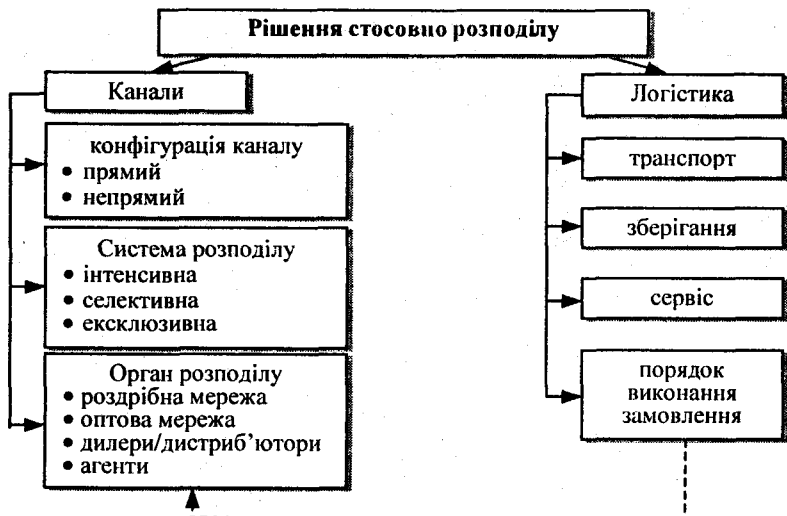 Рішення стосовно розподілу
Канали
конфігурація каналу
• прямий
• непрямий
Система розподілу
• інтенсивна
• селективна
• ексклюзивна
Орган розподілу
• роздрібна мережа
• оптова мережа
• дилери/дистриб’ютори
• агенти
Логістика
транспорт
зберігання
сервіс
порядок
виконання
замовлення